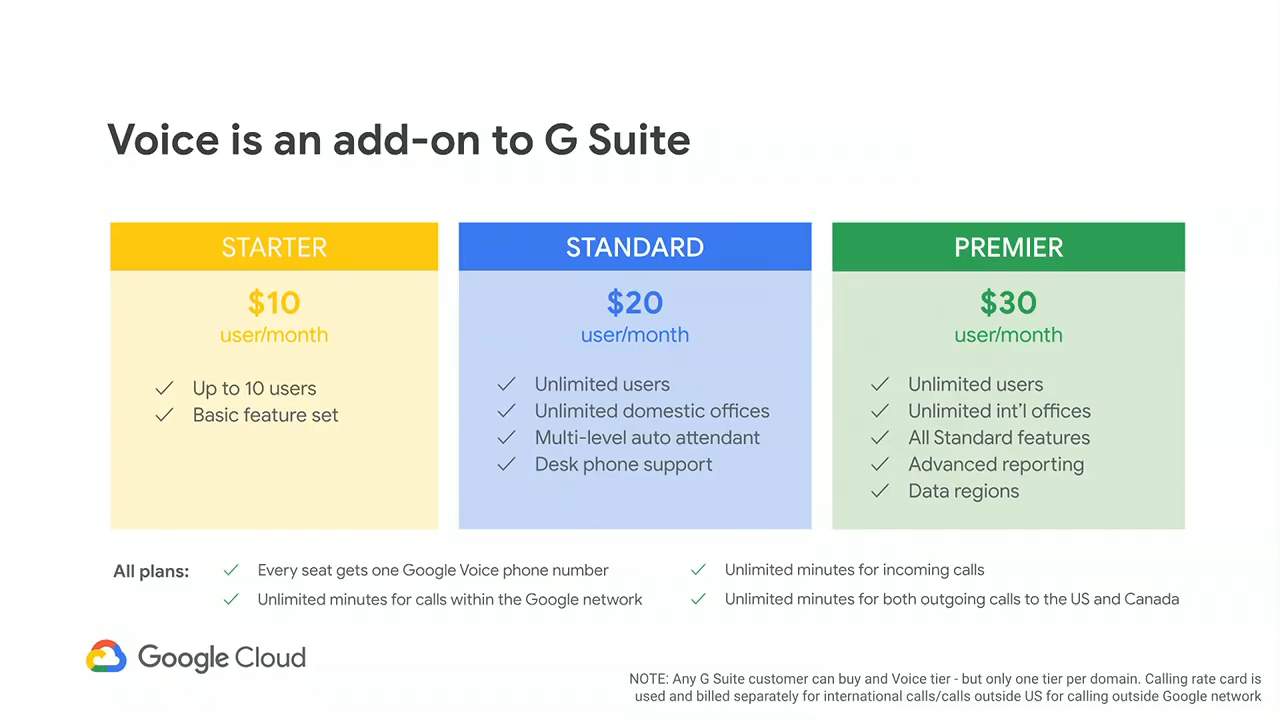 Voice is an add-on to G Suite
STARTER
$10
user/month
Up to 10 users
Basic feature set
STANDARD
$20
user/month
Unlimited users
Unlimited domestic offices
Multi-level auto attendant
Desk phone support
PREMIER
$30
user/month
Unlimited users
Unlimited int'l offices
All Standard features
Advanced reporting
Data regions
All plans:
Every seat gets one Google Voice phone number
Unlimited minutes for calls within the Google network
Unlimited minutes for incoming calls
Unlimited minutes for both outgoing calls to the US and Canada
Google Cloud
NOTE: Any G Suite customer can buy and Voice tier - but only one tier per domain. Calling rate card is
used and billed separately for international calls/calls outside US for calling outside Google network